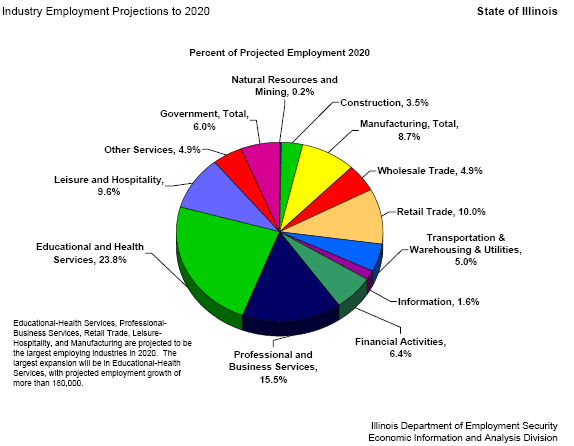 Industry Employment Projections to 2020
State of Illinois
Percent of Projected Employment 2020
Natural Resources and
Mining, 0.2%
Construction, 3.5%
Manufacturing, Total,
8.7%
Wholesale Trade, 4.9%
Retail Trade, 10.0%
Transportation &
Warehousing & Utilities,
5.0%
Information, 1.6%
Financial Activities,
6.4%
Professional and
Business Services,
15.5%
Educational and Health
Services, 23.8%
Leisure and Hospitality,
9.6%
Other Services, 4.9%
Government, Total,
6.0%
Educational-Health Services, Professional-
Business Services, Retail Trade, Leisure-
Hospitality, and Manufacturing are projected to be
the largest employing industries in 2020.  The
largest expansion will be in Educational-Health
Services, with projected employment growth of
more than 180,000.
Illinois Department of Employment Security
Economic Information and Analysis Division